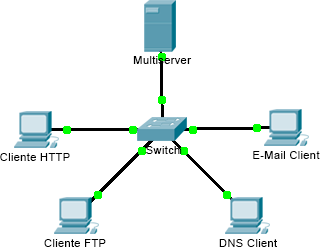 Multiserver
Switch
Cliente HTTP
E-Mail Client
Cliente FTP
DNS Client